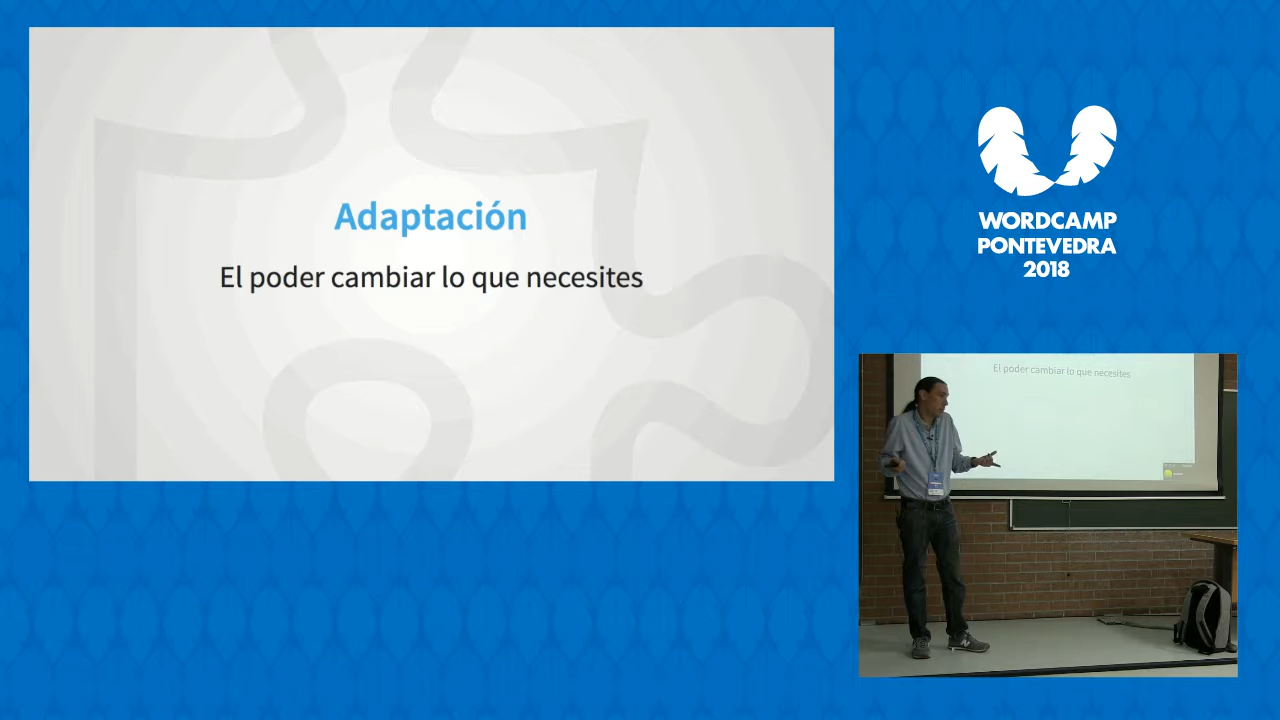 Adaptación
El poder cambiar lo que necesites
WORDCAMP
PONTEVEDRA
2018
El poder cambiar lo que necesites